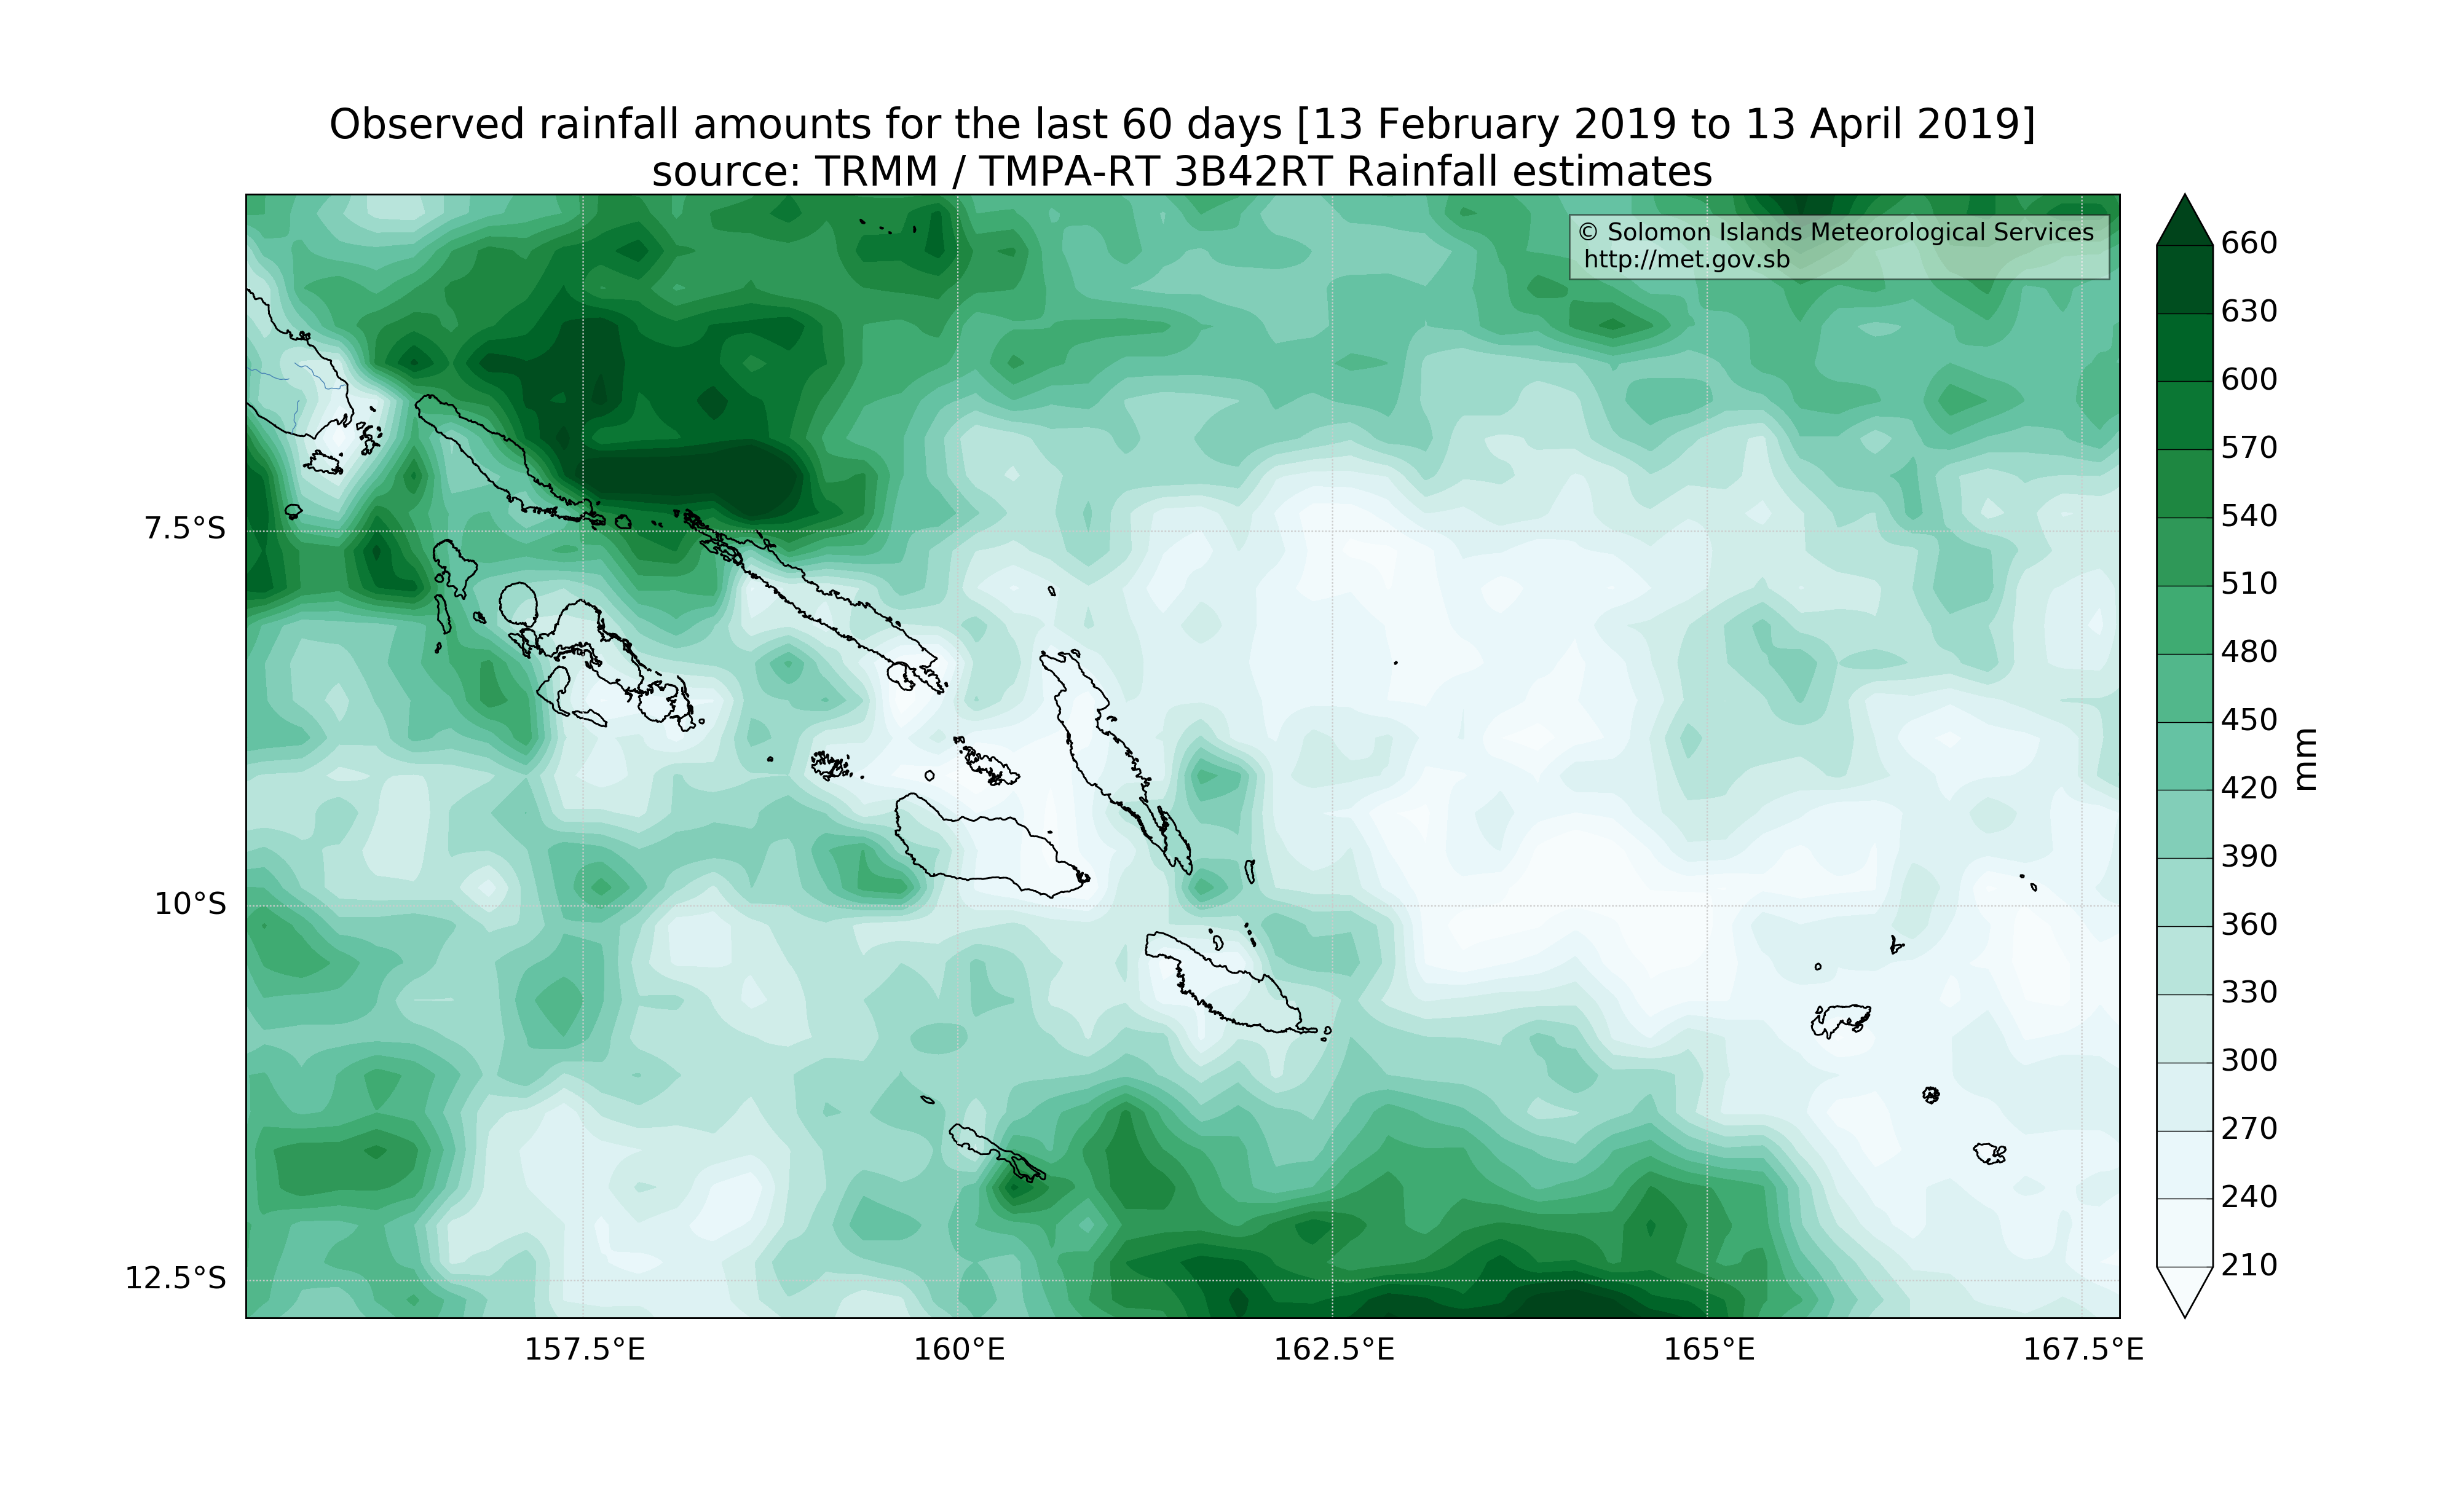 Observed rainfall amounts for the last 60 days [13 February 2019 to 13 April 2019]
source: TRMM / TMPA-RT 3B42RT Rainfall estimates
© Solomon Islands Meteorological Services
http://met.gov.sb
7.5°S
10°S
12.5°S
157.5°E
160°E
162.5°E
165°E
167.5°E
660
630
600
570
540
510
480
450
420
390
360
330
300
270
240
210
mm